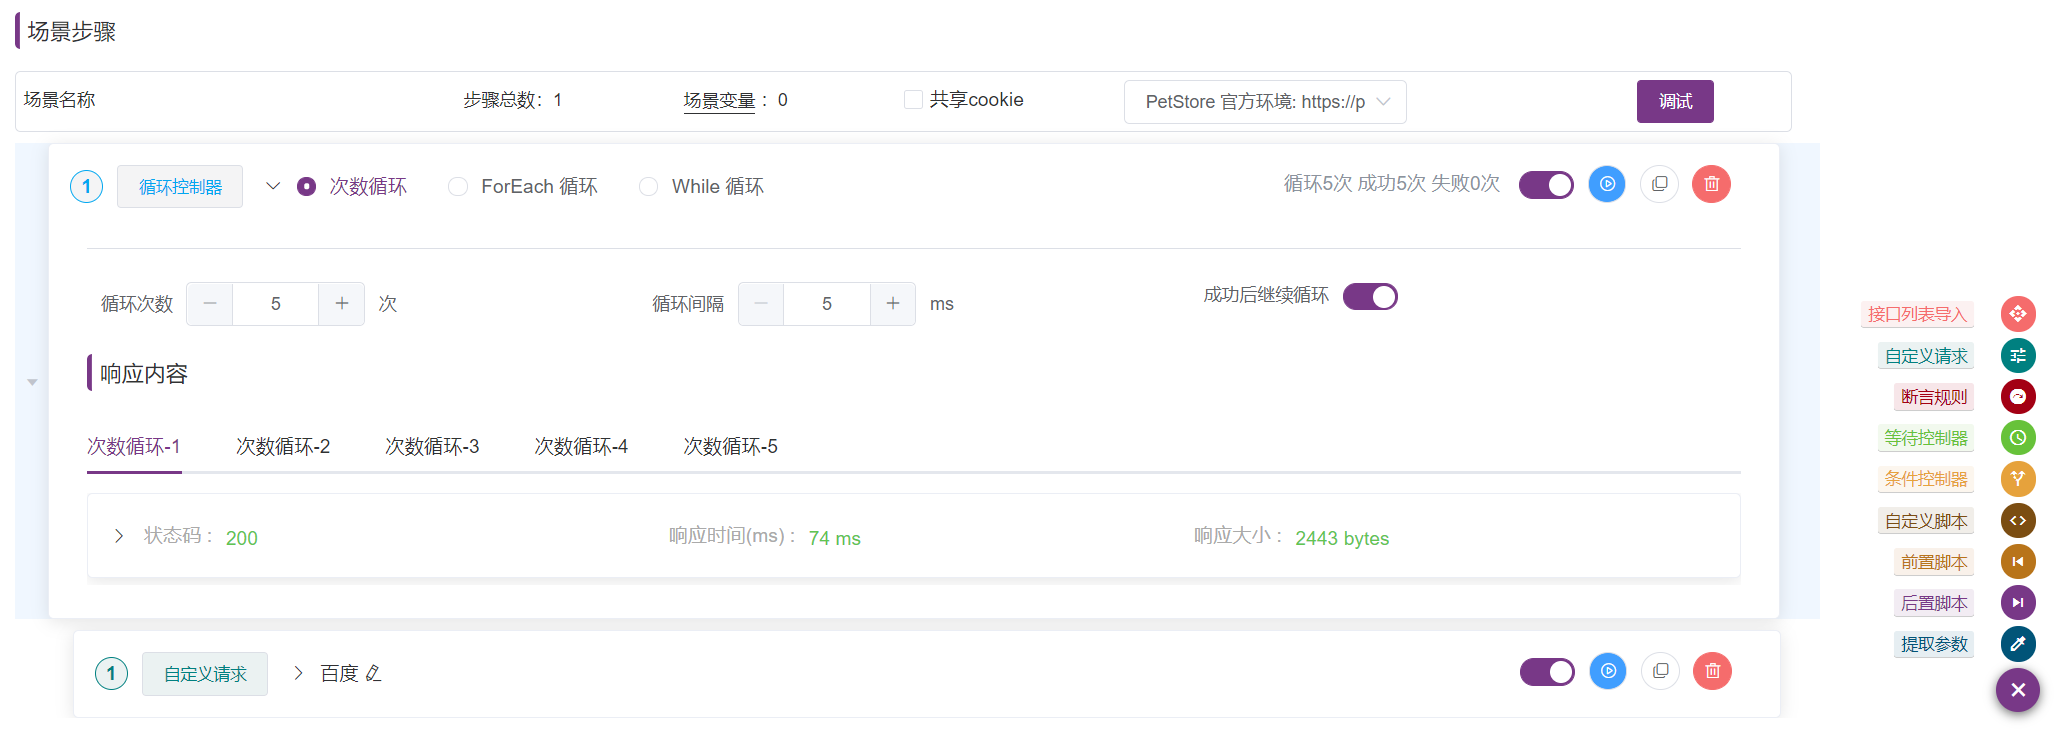 场景步骤
场景名称 步骤总数：1 场景变量 ：0 共享cookie PetStore 官方环境: https://p 调试
1 循环控制器 次数循环 ForEach 循环 While 循环 循环5次 成功5次 失败0次
循环次数 5 次 循环间隔 5 ms 成功后继续循环
响应内容
次数循环-1 次数循环-2 次数循环-3 次数循环-4 次数循环-5
状态码 : 200 响应时间(ms) : 74 ms 响应大小 : 2443 bytes
1 自定义请求 百度
接口列表导入
自定义请求
断言规则
等待控制器
条件控制器
自定义脚本
前置脚本
后置脚本
提取参数